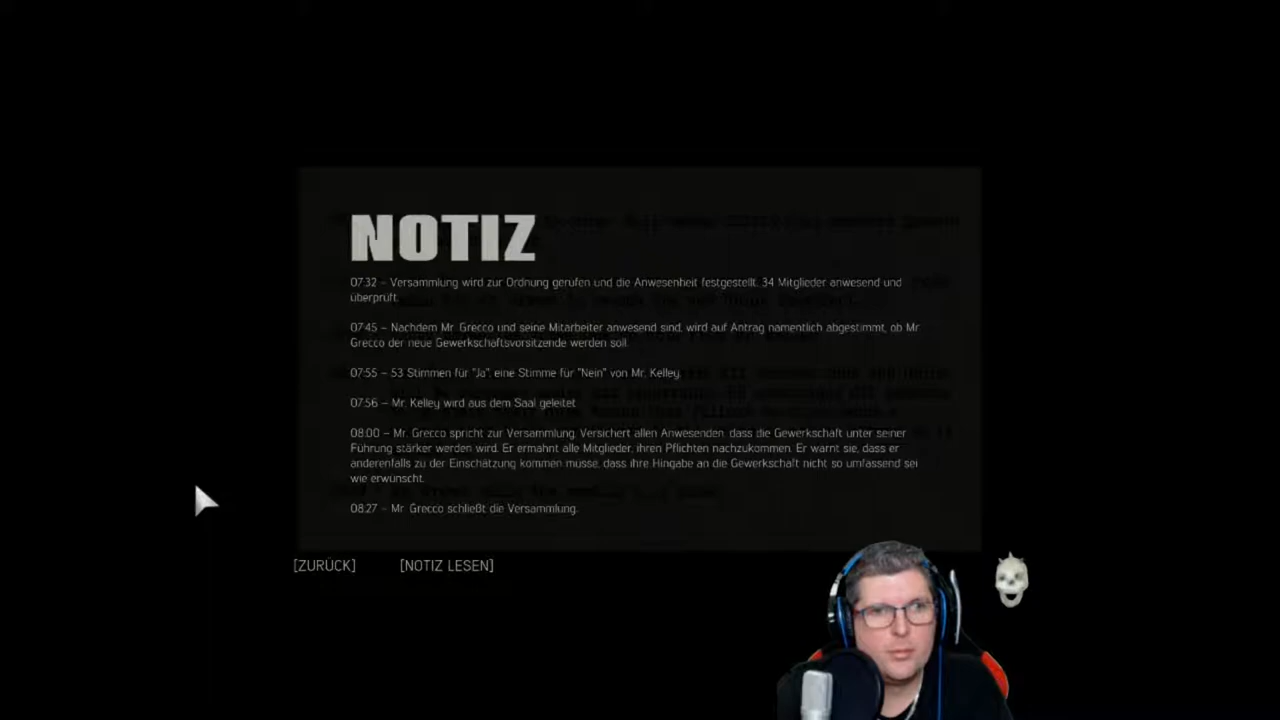 NOTIZ
07:32 – Versammlung wird zur Ordnung gerufen und die Anwesenheit festgestellt. 34 Mitglieder anwesend und
überprüft.
07:45 – Nachdem Mr. Grecco und seine Mitarbeiter anwesend sind, wird auf Antrag namentlich abgestimmt, ob Mr.
Grecco der neue Gewerkschaftsvorsitzende werden soll.
07:55 – 53 Stimmen für "Ja", eine Stimme für "Nein" von Mr. Kelley.
07:56 – Mr. Kelley wird aus dem Saal geleitet.
08:00 – Mr. Grecco spricht zur Versammlung. Versichert allen Anwesenden, dass die Gewerkschaft unter seiner
Führung stärker werden wird. Er ermahnt alle Mitglieder, ihren Pflichten nachzukommen. Er warnt sie, dass er
anderenfalls zu der Einschätzung kommen müsse, dass ihre Hingabe an die Gewerkschaft nicht so umfassend sei
wie erwünscht.
08:27 – Mr. Grecco schließt die Versammlung.
[ZURÜCK] [NOTIZ LESEN]